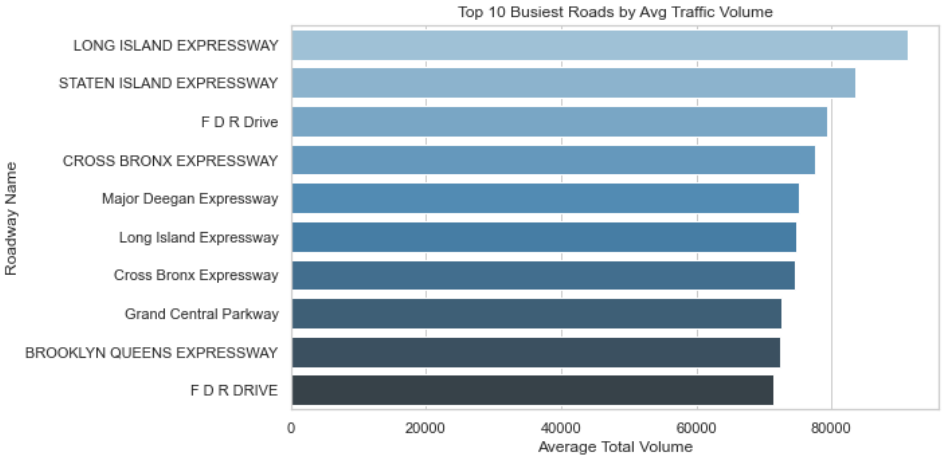 Top 10 Busiest Roads by Avg Traffic Volume
Roadway Name
LONG ISLAND EXPRESSWAY
STATEN ISLAND EXPRESSWAY
F D R Drive
CROSS BRONX EXPRESSWAY
Major Deegan Expressway
Long Island Expressway
Cross Bronx Expressway
Grand Central Parkway
BROOKLYN QUEENS EXPRESSWAY
F D R DRIVE
0 20000 40000 60000 80000
Average Total Volume